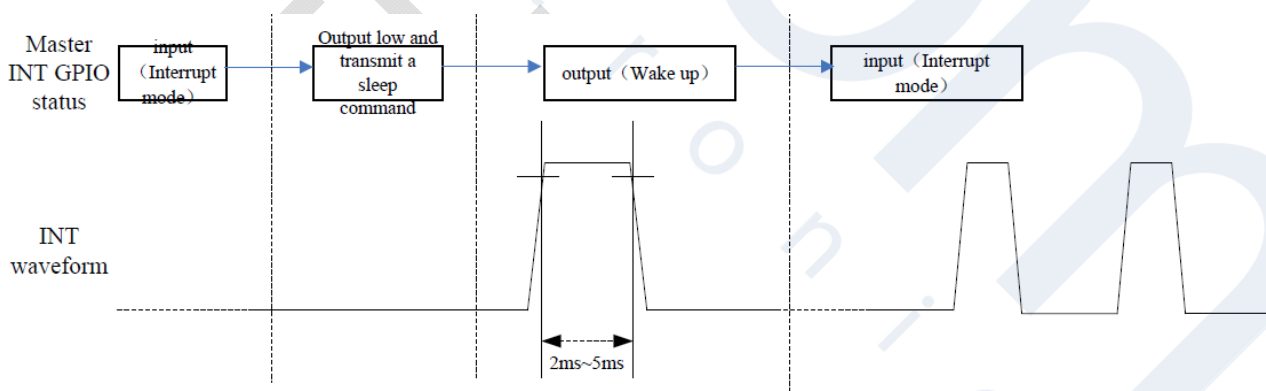 Master
INT GPIO
status
input
（Interrupt
mode）
Output low and
transmit a
sleep
command
output（Wake up）
input（Interrupt
mode）
INT
waveform
2ms~5ms
r
o
n
i